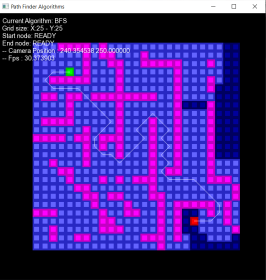 Path Finder Algorithms
Current Algorithm: BFS
Grid size: X:25 - Y:25
Start node: READY
End node: READY
-- Camera Position : 240.354538 250.000000
-- Fps : 30.373901